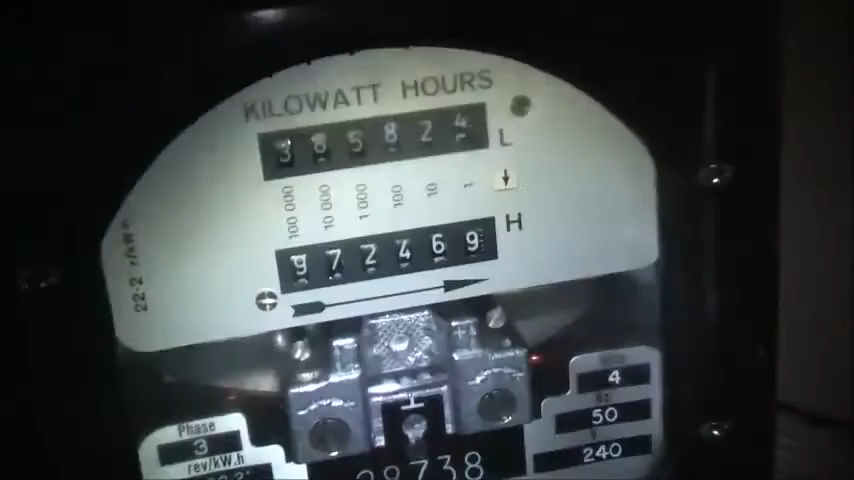 KILOWATT HOURS
385824 L
100 000 10 000 1 000 100 10 1 ↓
H
972469
22·2 r/kW
4
Phase
3
50
rev/kW.h
240
28738